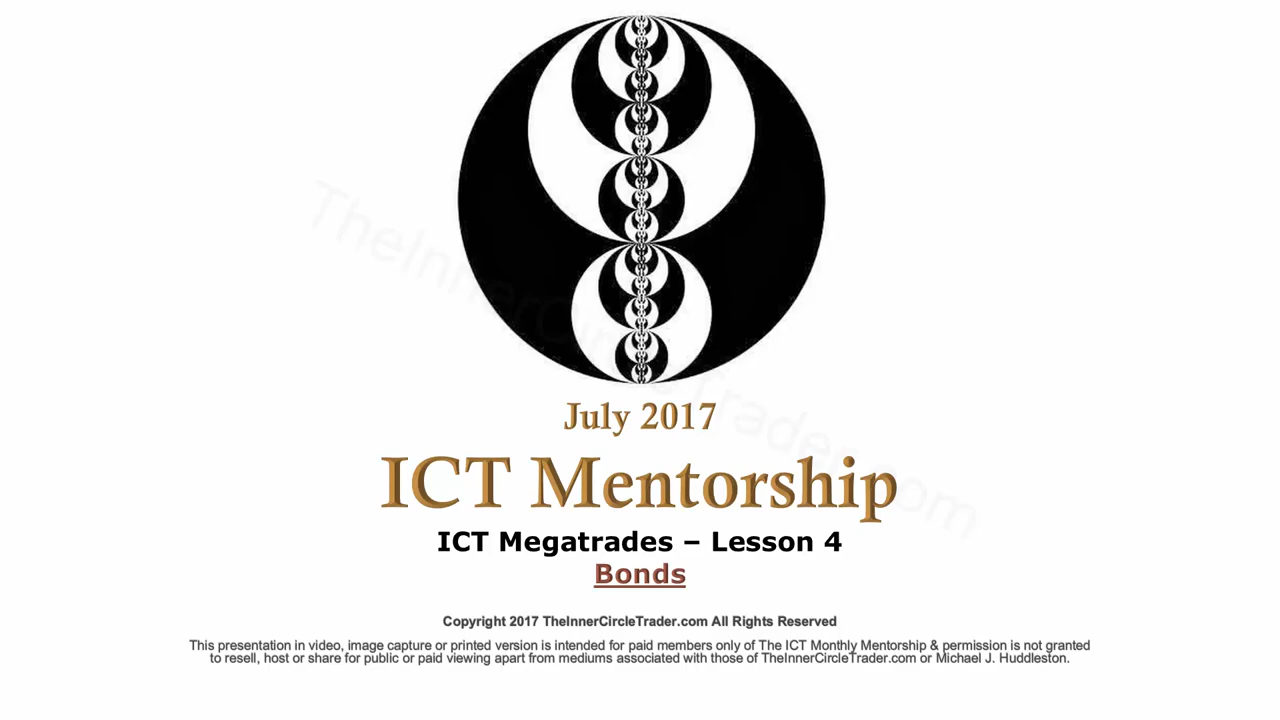 July 2017
ICT Mentorship
ICT Megatrades – Lesson 4
Bonds
Copyright 2017 TheInnerCircleTrader.com All Rights Reserved
This presentation in video, image capture or printed version is intended for paid members only of The ICT Monthly Mentorship & permission is not granted
to resell, host or share for public or paid viewing apart from mediums associated with those of TheInnerCircleTrader.com or Michael J. Huddleston.
TheInnerCircleTrader.com